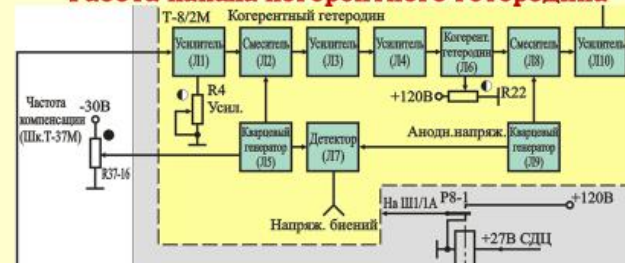 Т-8/2М Когерентный гетеродин
Усилитель
(Л1)
Смеситель
(Л2)
Усилитель
(Л3)
Усилитель
(Л4)
Когерент.
гетеродин
(Л6)
Смеситель
(Л8)
Усилитель
(Л10)
R4
Усил.
+120В
R22
Частота
компенсации
(Шк.Т-37М)
-30В
R37-16
Кварцевый
генератор
(Л5)
Детектор
(Л7)
Анодн.напряж.
Кварцевый
генератор
(Л9)
Напряж. биений
На Ш1/1А
Р8-1
+120В
+27В СДЦ